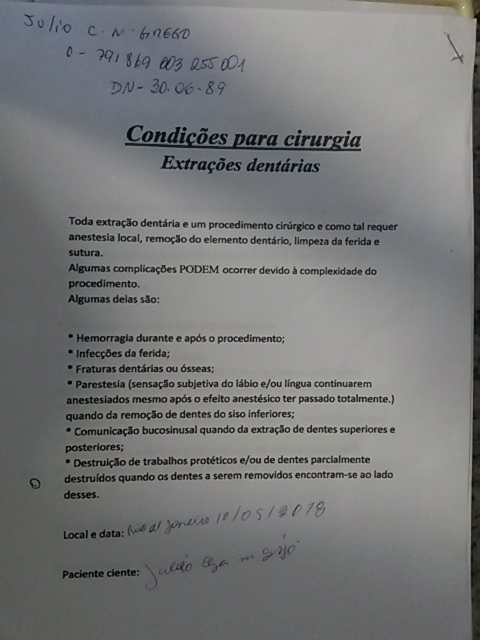 Julio C. N. Grego
0 - 791 869 003 255 001
DN - 30-06-89
Condições para cirurgia
Extrações dentárias
Toda extração dentária e um procedimento cirúrgico e como tal requer
anestesia local, remoção do elemento dentário, limpeza da ferida e
sutura.
Algumas complicações PODEM ocorrer devido à complexidade do
procedimento.
Algumas delas são:
* Hemorragia durante e após o procedimento;
* Infecções da ferida;
* Fraturas dentárias ou ósseas;
* Parestesia (sensação subjetiva do lábio e/ou língua continuarem
anestesiados mesmo após o efeito anestésico ter passado totalmente.)
quando da remoção de dentes do siso inferiores;
* Comunicação bucosinusal quando da extração de dentes superiores e
posteriores;
* Destruição de trabalhos protéticos e/ou de dentes parcialmente
destruídos quando os dentes a serem removidos encontram-se ao lado
desses.
Local e data: Rio de Janeiro 10/05/2018
Paciente ciente: